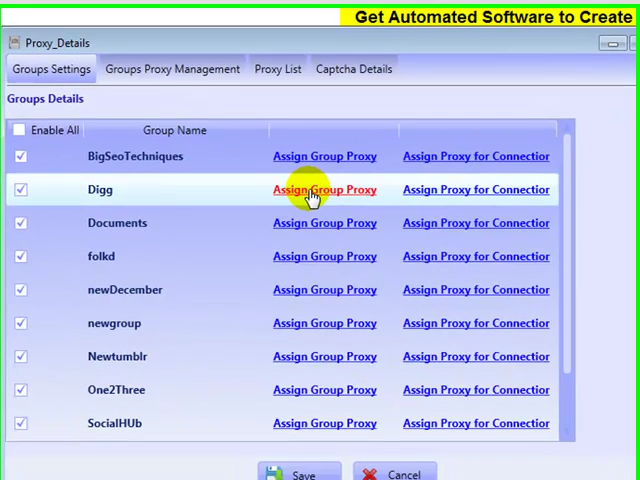 Get Automated Software to Create
Proxy_Details
Groups Settings Groups Proxy Management Proxy List Captcha Details
Groups Details
Enable All Group Name
BigSeoTechniques Assign Group Proxy Assign Proxy for Connection
Digg Assign Group Proxy Assign Proxy for Connection
Documents Assign Group Proxy Assign Proxy for Connection
folkd Assign Group Proxy Assign Proxy for Connection
newDecember Assign Group Proxy Assign Proxy for Connection
newgroup Assign Group Proxy Assign Proxy for Connection
Newtumblr Assign Group Proxy Assign Proxy for Connection
One2Three Assign Group Proxy Assign Proxy for Connection
SocialHUb Assign Group Proxy Assign Proxy for Connection
Save Cancel